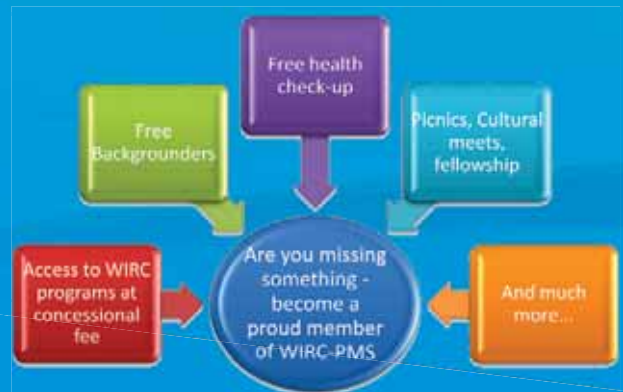 Free health
check-up
Free
Backgrounders
Picnics, Cultural
meets,
fellowship
Access to WIRC
programs at
concessional
fee
Are you missing
something -
become a
proud member
of WIRC-PMS
And much
more...